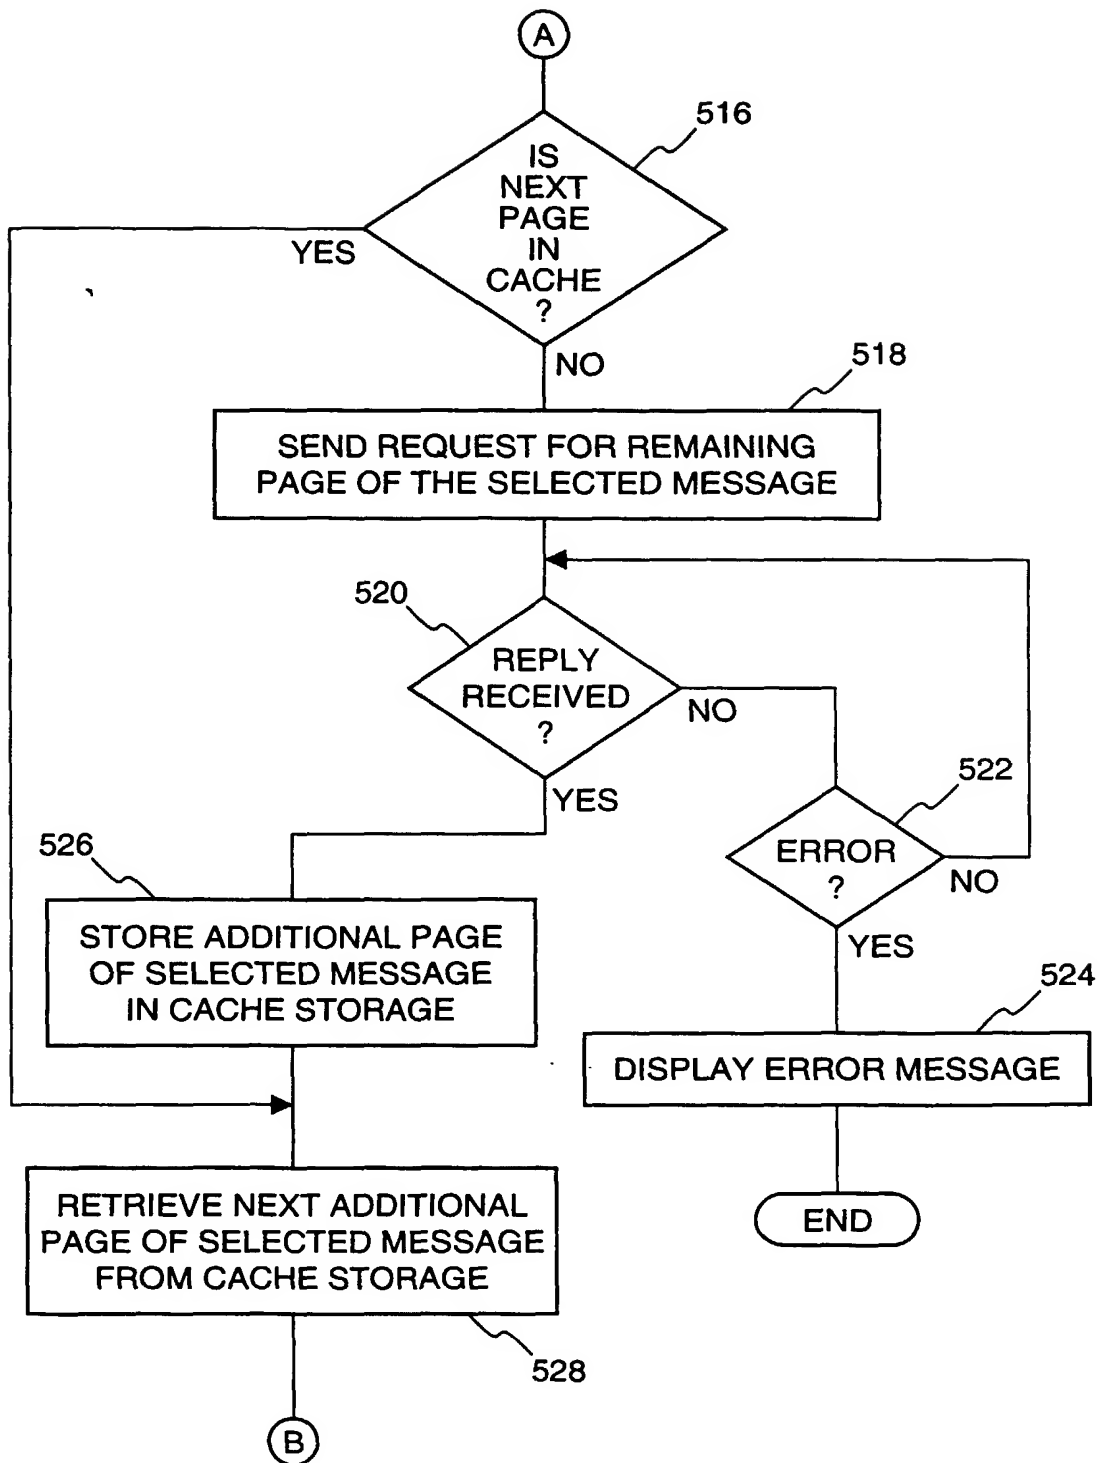 A
516
IS
NEXT
PAGE
IN
CACHE
?
YES
NO
518
SEND REQUEST FOR REMAINING
PAGE OF THE SELECTED MESSAGE
520
REPLY
RECEIVED
?
NO
YES
522
ERROR
?
NO
YES
526
STORE ADDITIONAL PAGE
OF SELECTED MESSAGE
IN CACHE STORAGE
524
DISPLAY ERROR MESSAGE
RETRIEVE NEXT ADDITIONAL
PAGE OF SELECTED MESSAGE
FROM CACHE STORAGE
END
528
B